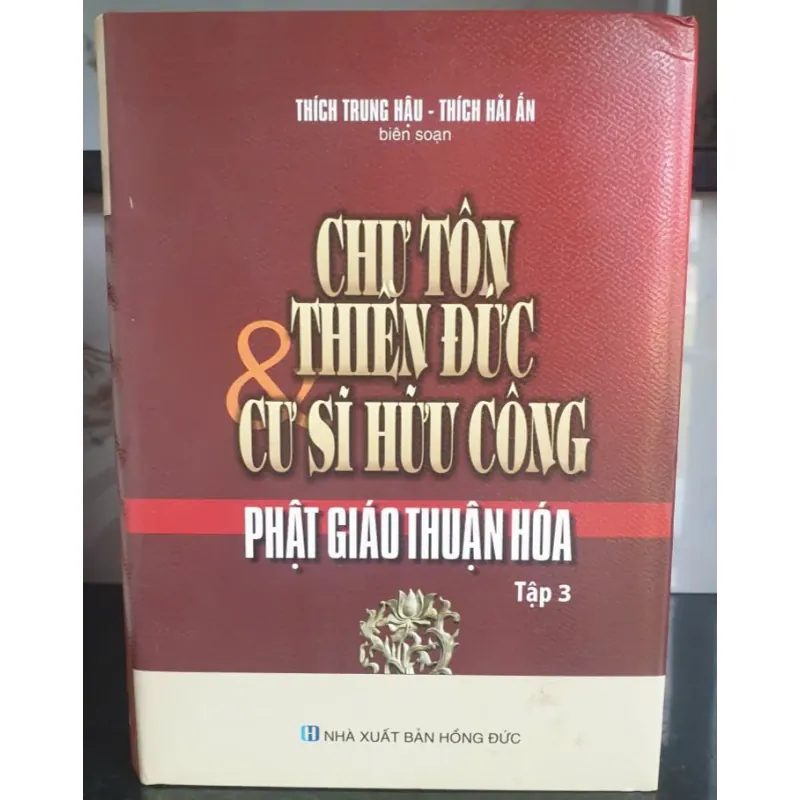 THÍCH TRUNG HẬU - THÍCH HẢI ẤN
biên soạn
CHƯ TÔN
THIỀN ĐỨC
&
CƯ SĨ HỮU CÔNG
PHẬT GIÁO THUẬN HÓA
Tập 3
NHÀ XUẤT BẢN HỒNG ĐỨC